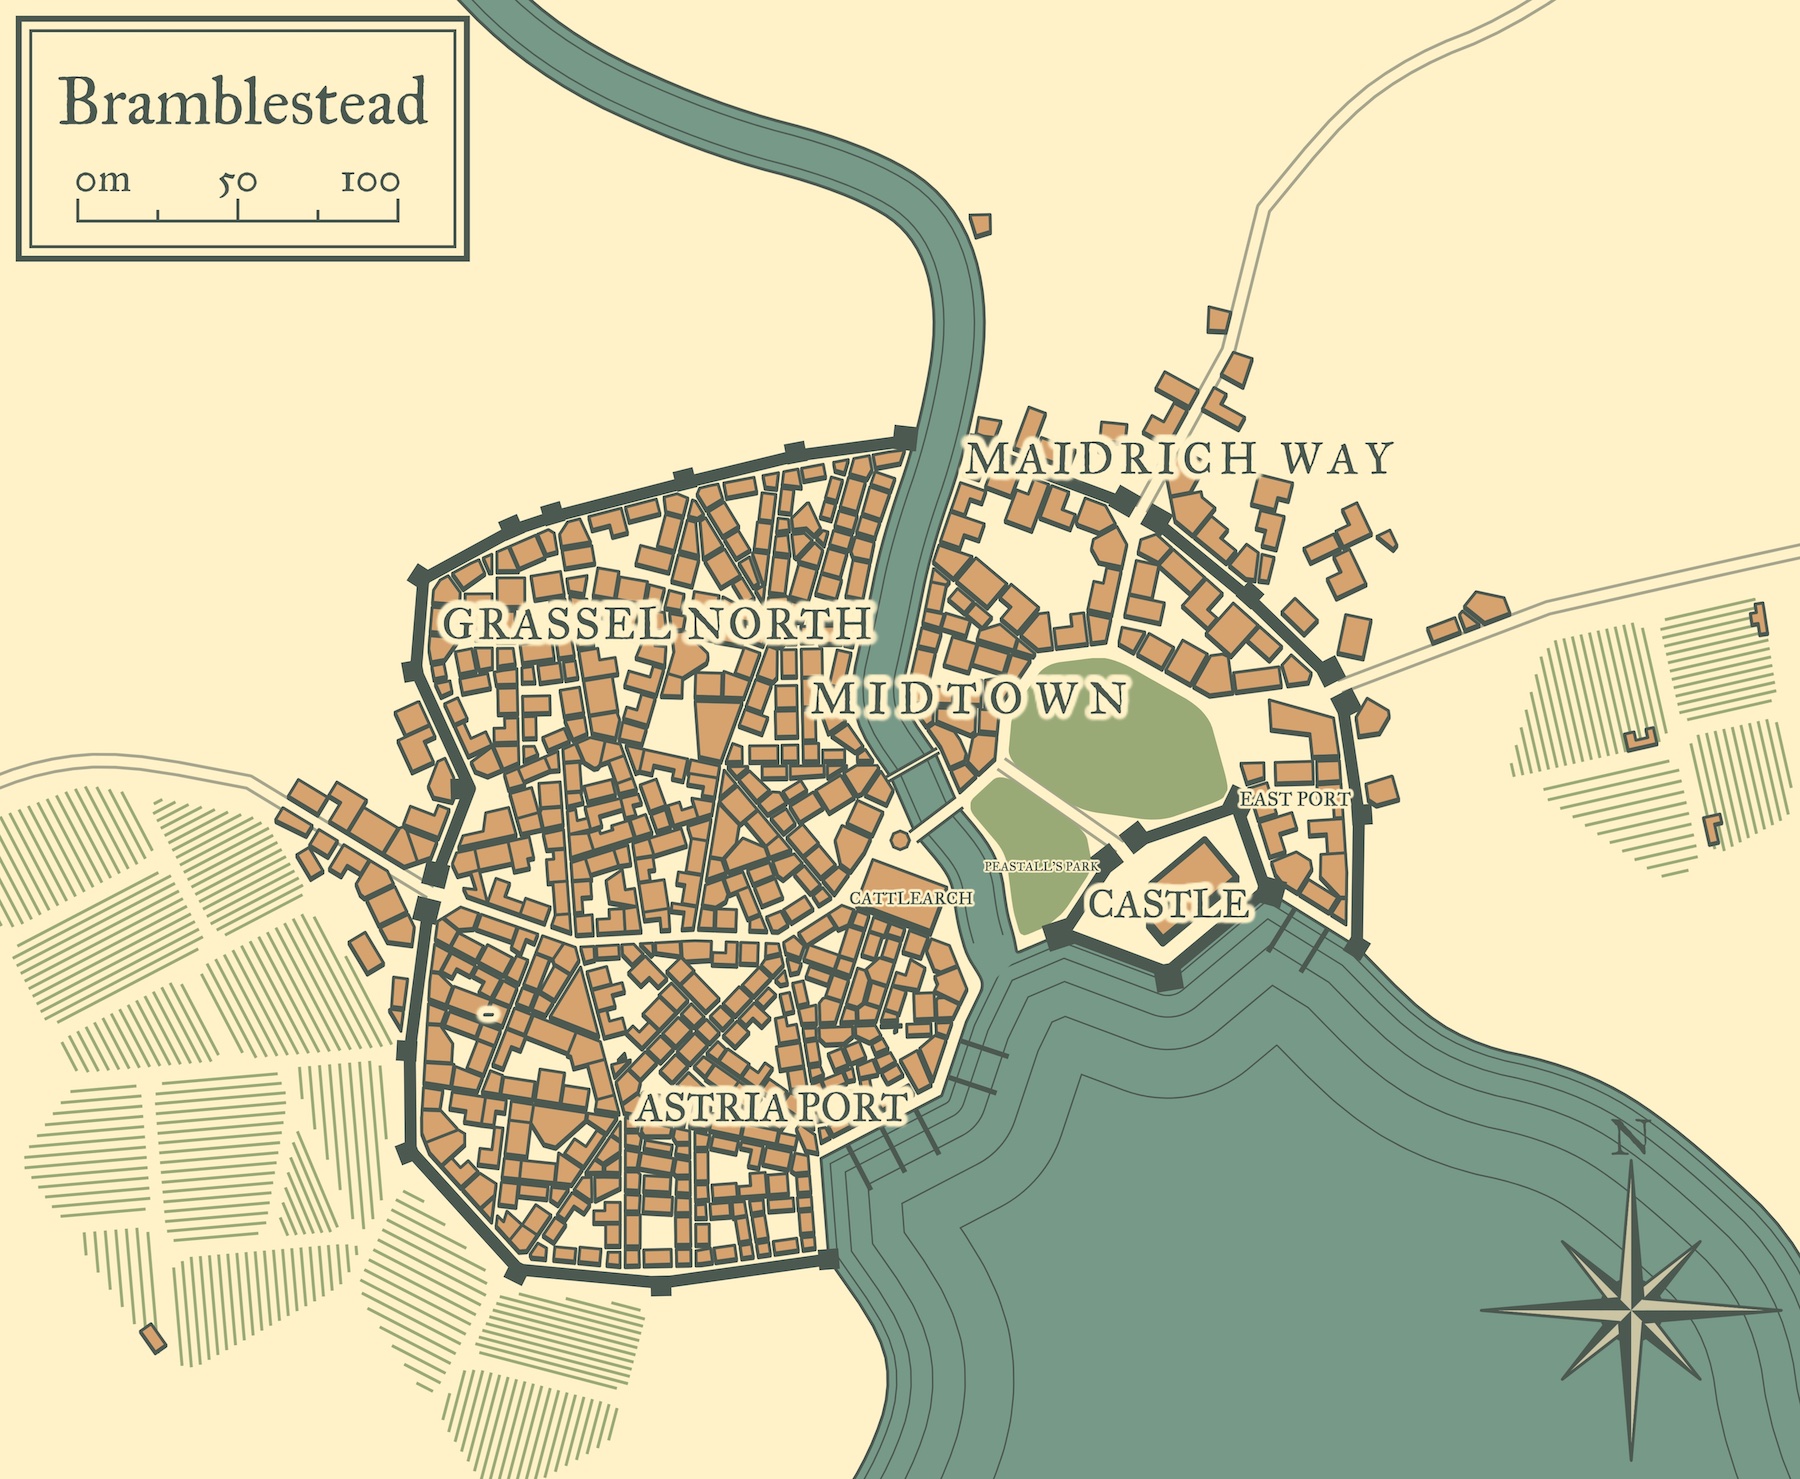 Bramblestead
0m 50 100
MAIDRICH WAY
GRASSEL NORTH
MIDTOWN
EAST PORT
PEASTALL'S PARK
CASTLE
CATTLEARCH
-
ASTRIA PORT
N